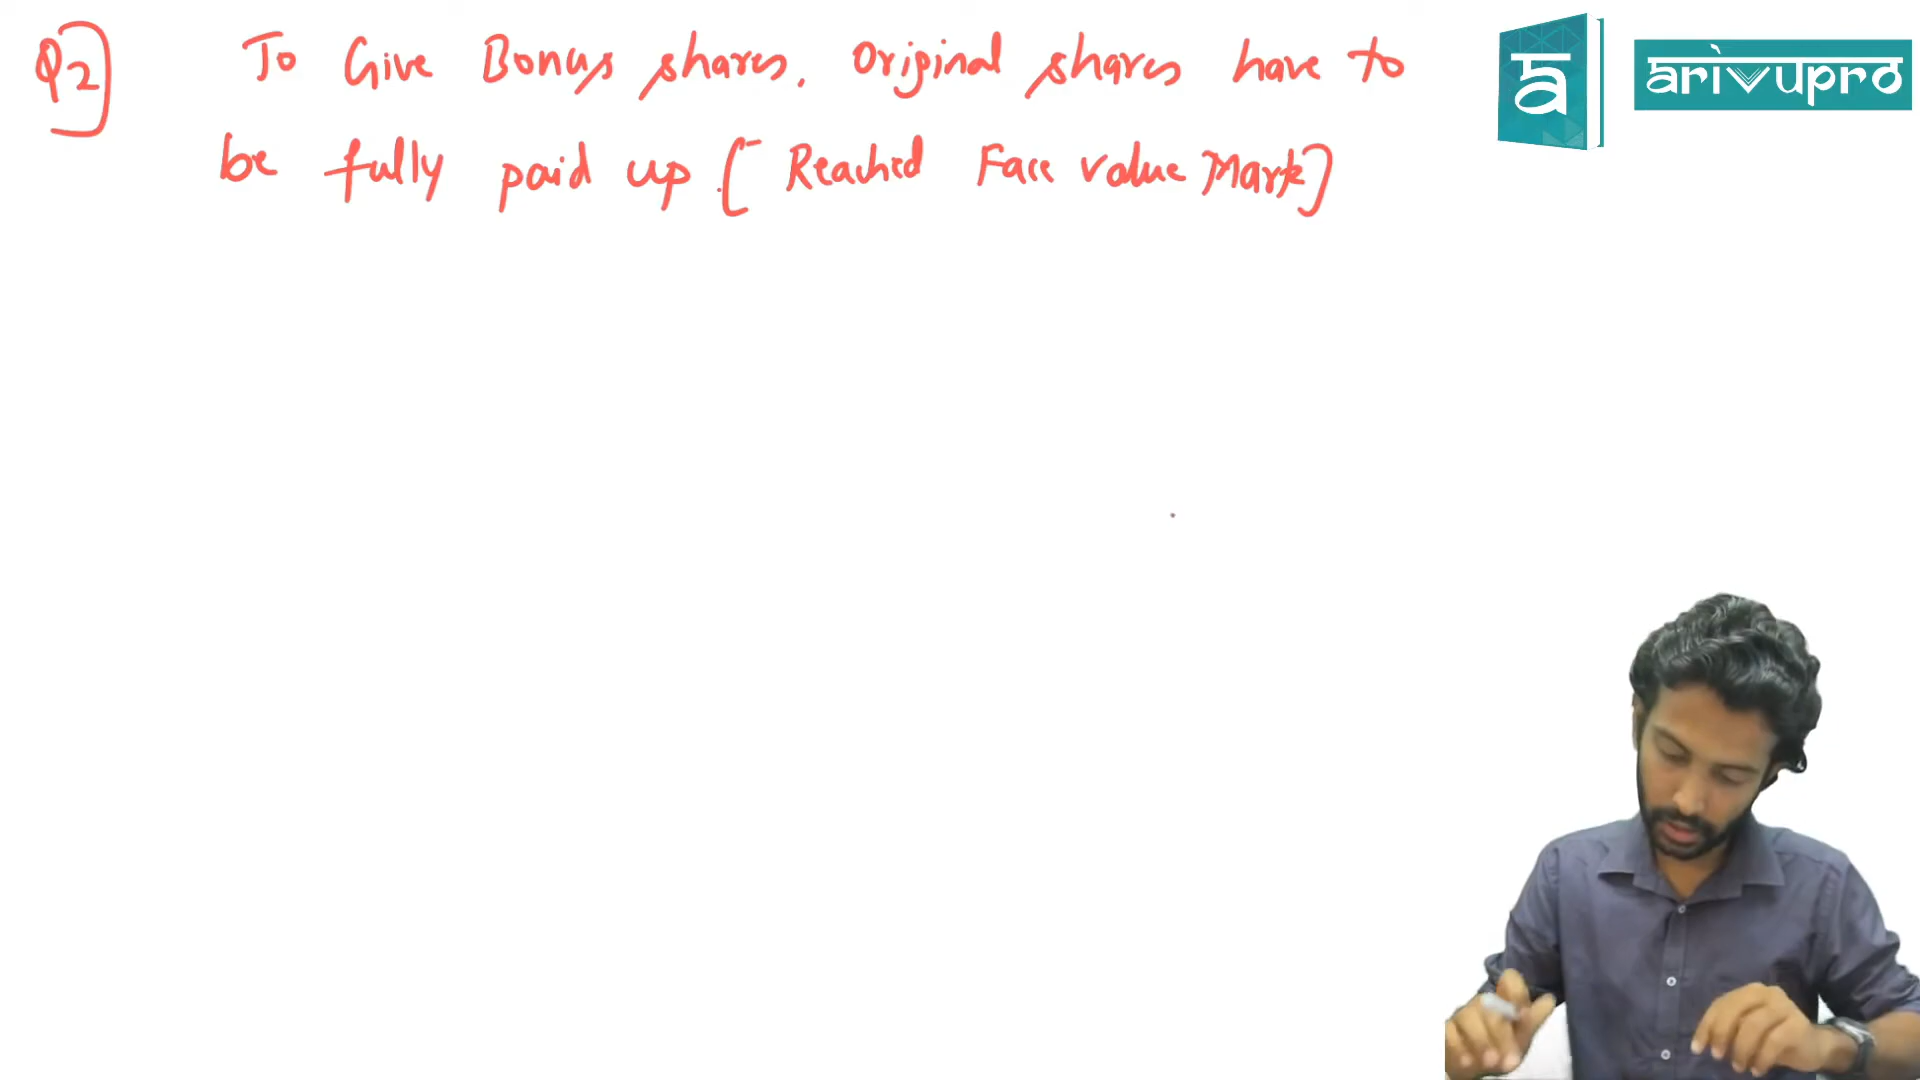 Q2]
To Give Bonus shares. Original shares have to
be fully paid up [Reached Face value Mark]
arivupro